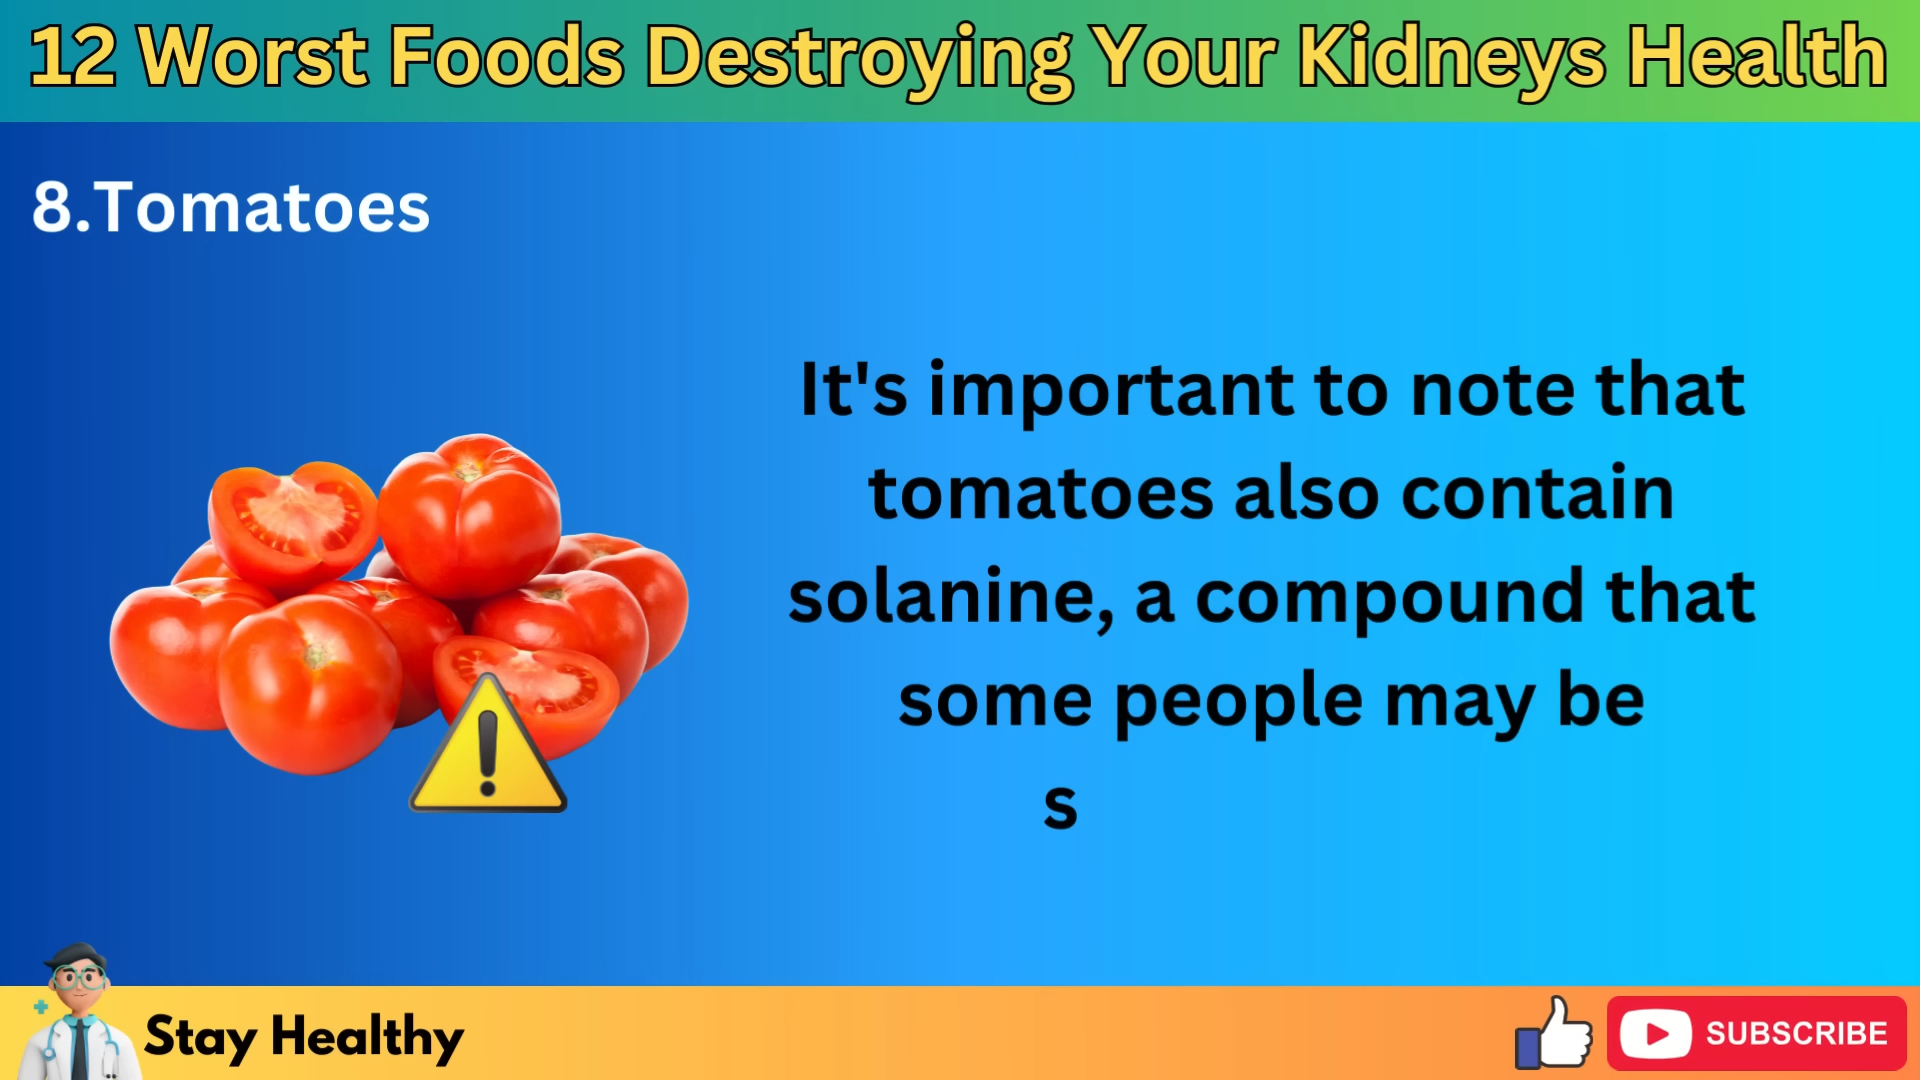 12 Worst Foods Destroying Your Kidneys Health
8.Tomatoes
It's important to note that
tomatoes also contain
solanine, a compound that
some people may be
s
Stay Healthy
SUBSCRIBE